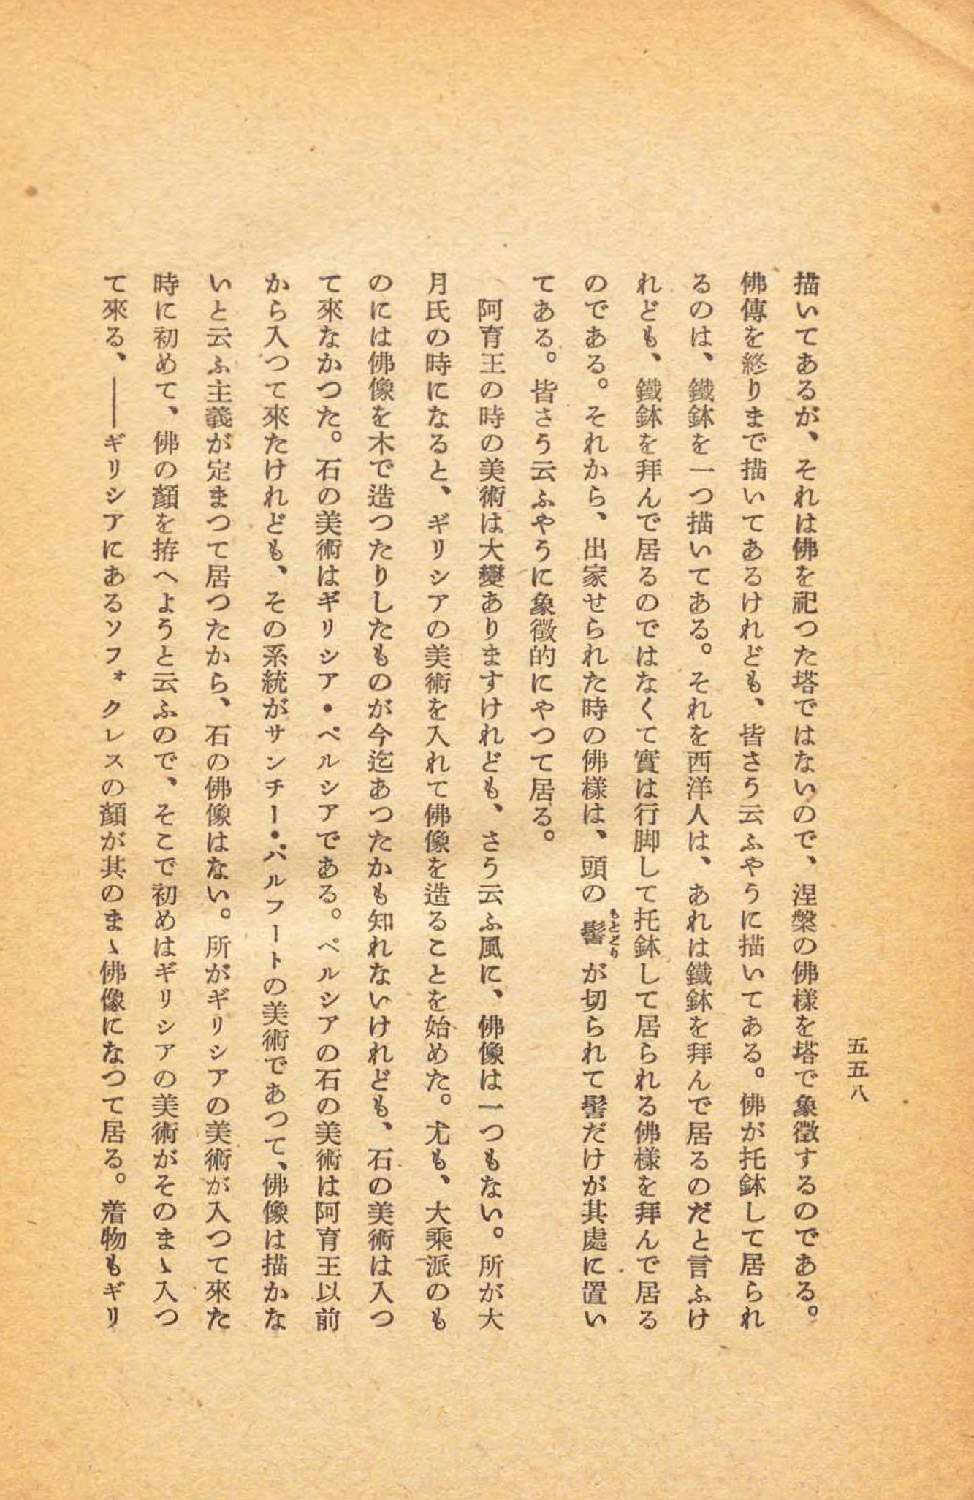 五五八
描いてあるが、それは佛を祀つた塔ではないので、涅槃の佛樣を塔で象徵するのである。
佛傳を終りまで描いてあるけれども、皆さう云ふやうに描いてある。佛が托鉢して居られ
るのは、鐵鉢を一つ描いてある。それを西洋人は、あれは鐵鉢を拜んで居るのだと言ふけ
れども、鐵鉢を拜んで居るのではなくて實は行脚して托鉢して居られる佛樣を拜んで居る
のである。それから、出家せられた時の佛樣は、頭の髻もとどりが切られて髻だけが其處に置い
てある。皆さう云ふやうに象徵的にやつて居る。
阿育王の時の美術は大變ありますけれども、さう云ふ風に、佛像は一つもない。所が大
月氏の時になると、ギリシアの美術を入れて佛像を造ることを始めた。尤も、大乘派のも
のには佛像を木で造つたりしたものが今迄あつたかも知れないけれども、石の美術は入つ
て來なかつた。石の美術はギリシア・ペルシアである。ペルシアの石の美術は阿育王以前
から入つて來たけれども、その系統がサンチー・バルフートの美術であつて、佛像は描かな
いと云ふ主義が定まつて居つたから、石の佛像はない。所がギリシアの美術が入つて來た
時に初めて、佛の顏を拵へようと云ふので、そこで初めはギリシアの美術がそのまゝ入つ
て來る、――ギリシアにあるソフォクレスの顏が其のまゝ佛像になつて居る。着物もギリ